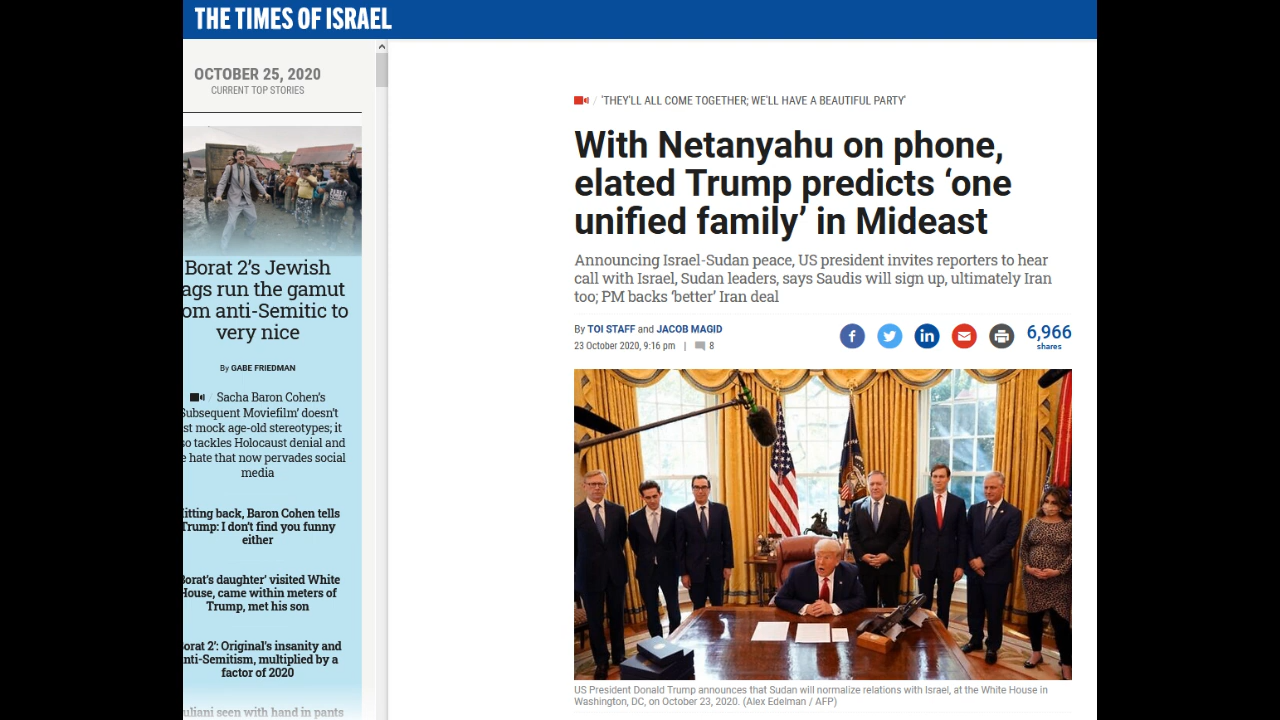 THE TIMES OF ISRAEL
OCTOBER 25, 2020
CURRENT TOP STORIES
Borat 2’s Jewish
ags run the gamut
om anti-Semitic to
very nice
By GABE FRIEDMAN
/ Sacha Baron Cohen’s
Subsequent Moviefilm’ doesn’t
st mock age-old stereotypes; it
so tackles Holocaust denial and
e hate that now pervades social
media
itting back, Baron Cohen tells
Trump: I don’t find you funny
either
orat’s daughter’ visited White
House, came within meters of
Trump, met his son
orat 2’: Original’s insanity and
nti-Semitism, multiplied by a
factor of 2020
uliani seen with hand in pants
/ ‘THEY’LL ALL COME TOGETHER; WE’LL HAVE A BEAUTIFUL PARTY’
With Netanyahu on phone,
elated Trump predicts ‘one
unified family’ in Mideast
Announcing Israel-Sudan peace, US president invites reporters to hear
call with Israel, Sudan leaders, says Saudis will sign up, ultimately Iran
too; PM backs ‘better’ Iran deal
By TOI STAFF and JACOB MAGID
23 October 2020, 9:16 pm | 8
6,966
shares
US President Donald Trump announces that Sudan will normalize relations with Israel, at the White House in
Washington, DC, on October 23, 2020. (Alex Edelman / AFP)